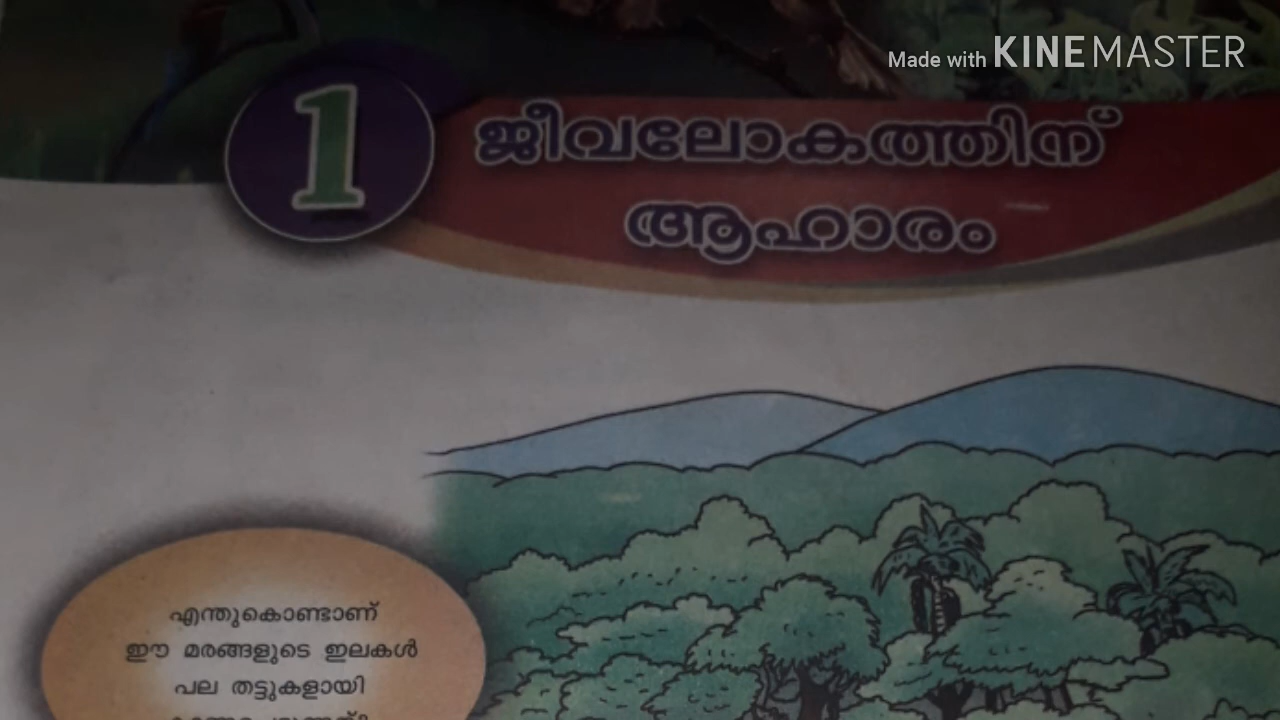 Made with KINEMASTER
1
ജീവലോകത്തിന്
ആഹാരം
എന്തുകൊണ്ടാണ്
ഈ മരങ്ങളുടെ ഇലകൾ
പല തട്ടുകളായി